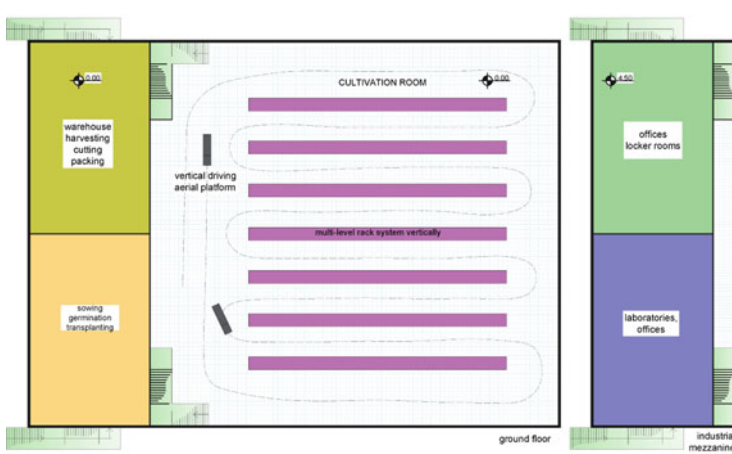 0.00
CULTIVATION ROOM
0.00
warehouse
harvesting
cutting
packing
vertical driving
aerial platform
multi-level rack system vertically
sowing
germination
transplanting
ground floor
4.50
offices
locker rooms
laboratories,
offices
industria
mezzanine